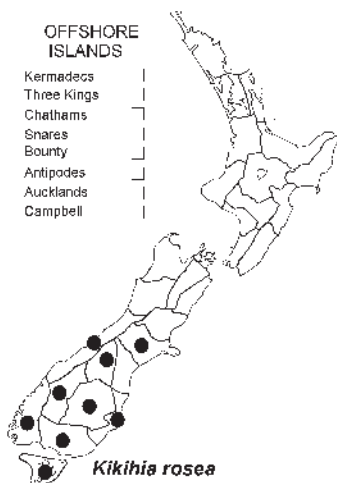 OFFSHORE
ISLANDS
Kermadecs
Three Kings
Chathams
Snares
Bounty
Antipodes
Aucklands
Campbell
Kikihia rosea